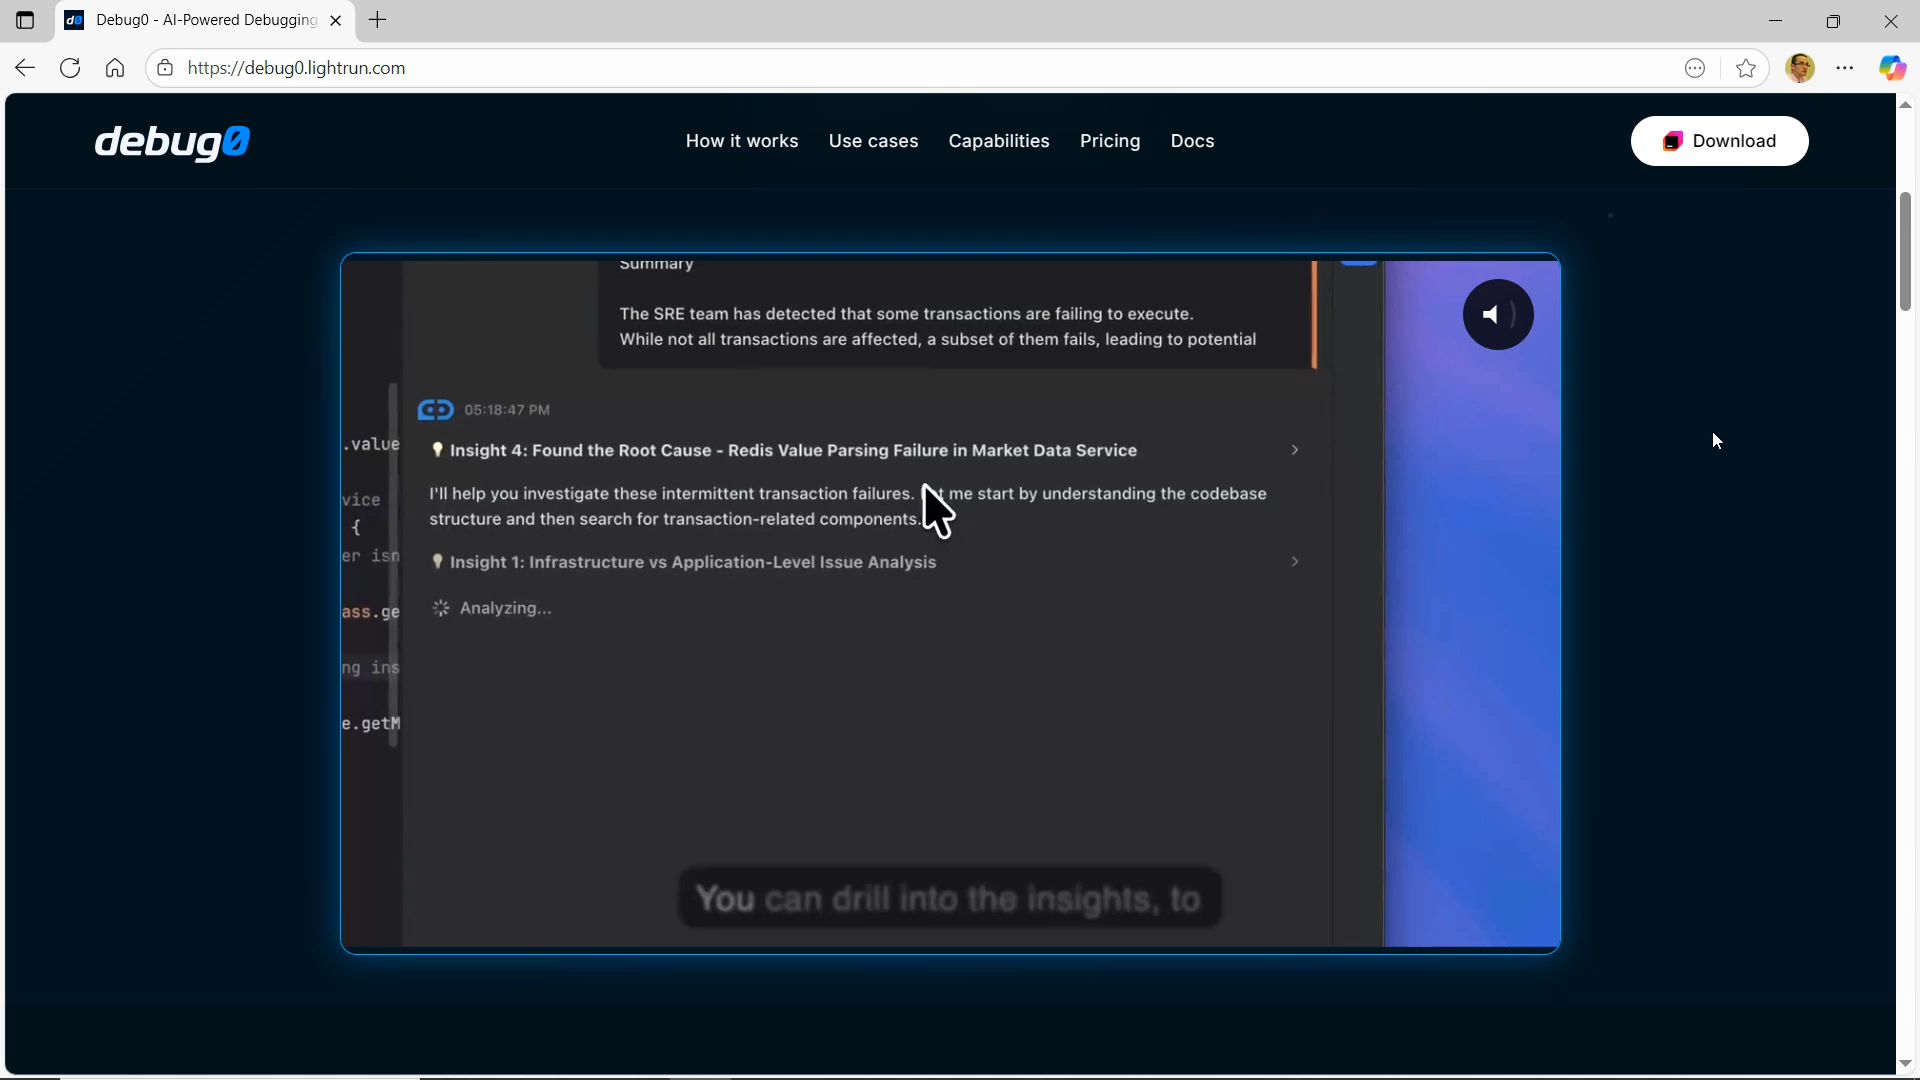 Debug0 - AI-Powered Debugging
https://debug0.lightrun.com
debug0
How it works
Use cases
Capabilities
Pricing
Docs
Download
Summary
The SRE team has detected that some transactions are failing to execute.
While not all transactions are affected, a subset of them fails, leading to potential
05:18:47 PM
.value
Insight 4: Found the Root Cause - Redis Value Parsing Failure in Market Data Service
vice
I'll help you investigate these intermittent transaction failures. me start by understanding the codebase
{
structure and then search for transaction-related components.
er isn
Insight 1: Infrastructure vs Application-Level Issue Analysis
ass.ge
Analyzing...
ng ins
e.getM
You can drill into the insights, to